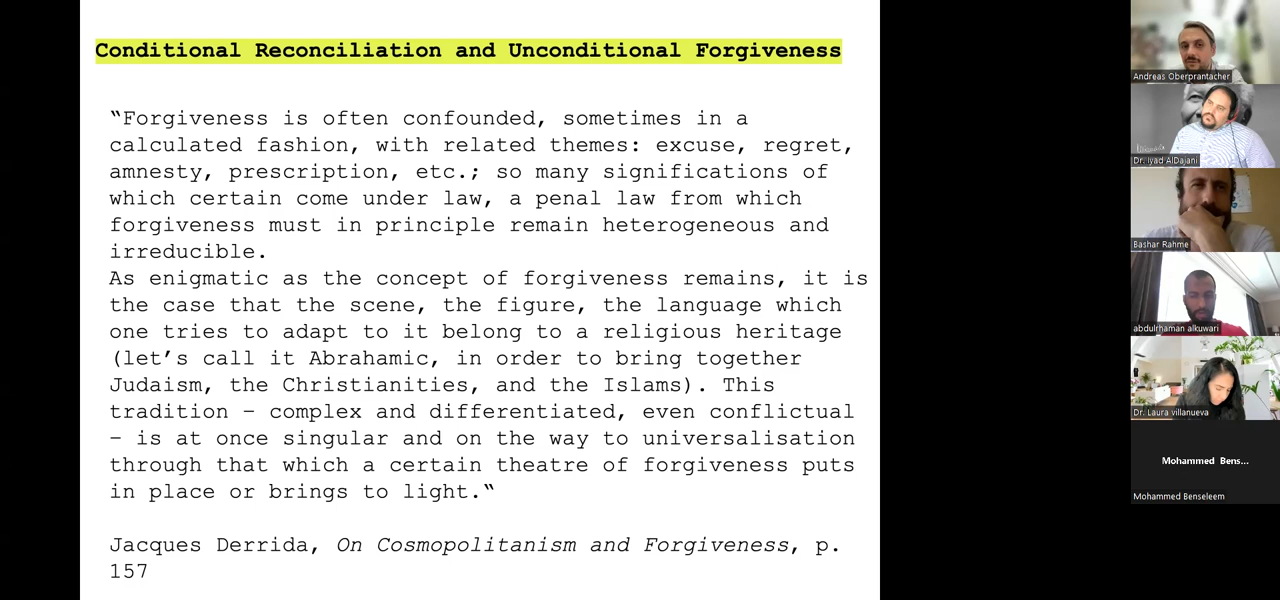 Conditional Reconciliation and Unconditional Forgiveness
“Forgiveness is often confounded, sometimes in a
calculated fashion, with related themes: excuse, regret,
amnesty, prescription, etc.; so many significations of
which certain come under law, a penal law from which
forgiveness must in principle remain heterogeneous and
irreducible.
As enigmatic as the concept of forgiveness remains, it is
the case that the scene, the figure, the language which
one tries to adapt to it belong to a religious heritage
(let’s call it Abrahamic, in order to bring together
Judaism, the Christianities, and the Islams). This
tradition – complex and differentiated, even conflictual
– is at once singular and on the way to universalisation
through that which a certain theatre of forgiveness puts
in place or brings to light.“
Jacques Derrida, On Cosmopolitanism and Forgiveness, p.
157
Andreas Oberprantacher
Dr. Iyad AlDajani
Bashar Rahme
abdulrhaman alkuwari
Dr. Laura villanueva
Mohammed Bens...
Mohammed Benseleem